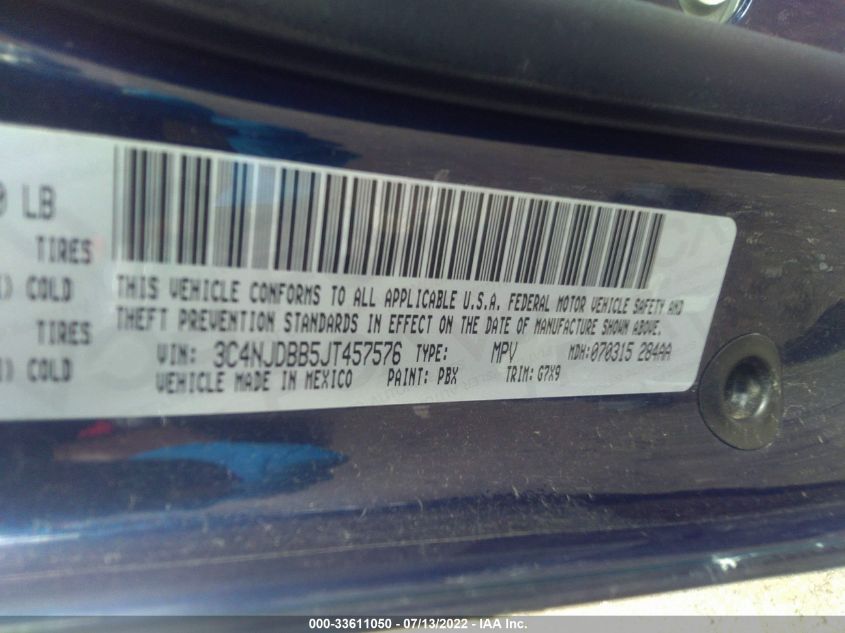 0 LB
TIRES
) COLD
TIRES
) COLD
THIS VEHICLE CONFORMS TO ALL APPLICABLE U.S.A. FEDERAL MOTOR VEHICLE SAFETY AND
THEFT PREVENTION STANDARDS IN EFFECT ON THE DATE OF MANUFACTURE SHOWN ABOVE.
VIN: 3C4NJDBB5JT457576 TYPE: MPV MDH:070315 284AA
VEHICLE MADE IN MEXICO PAINT: PBX TRIM: G7X9
000-33611050 - 07/13/2022 - IAA Inc.